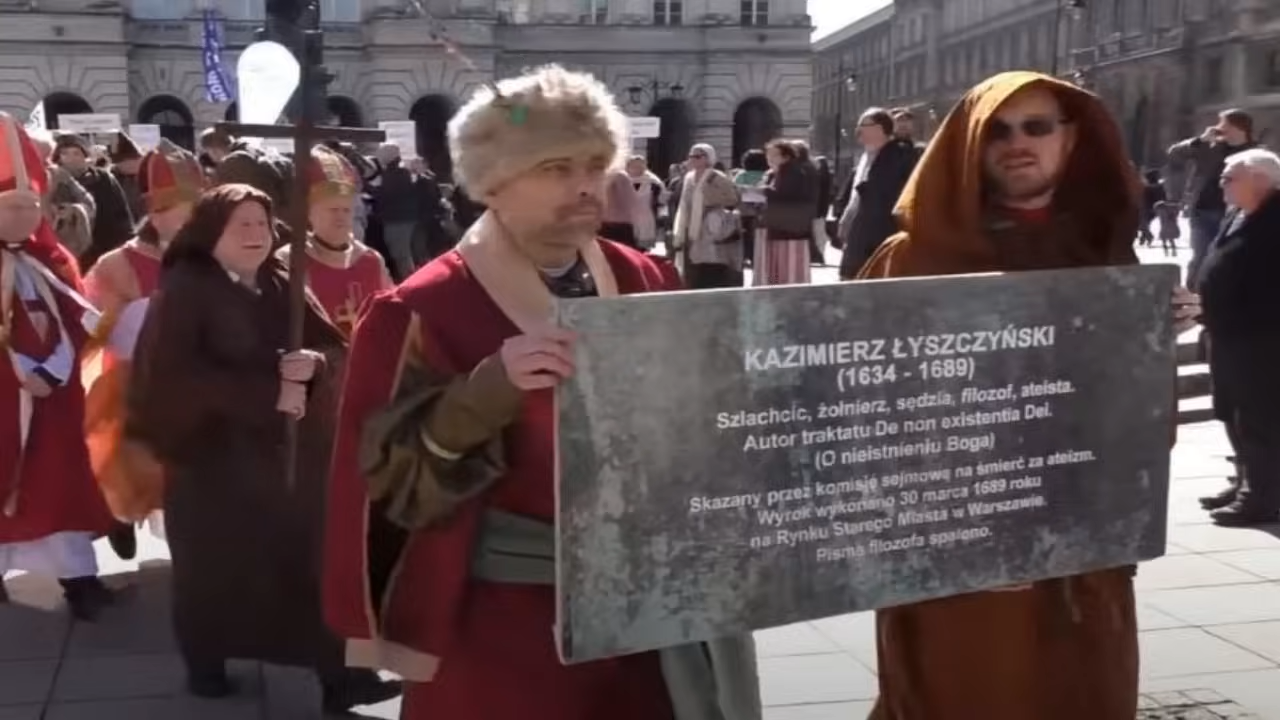 KAZIMIERZ ŁYSZCZYŃSKI
(1634 - 1689)
Szlachcic, żołnierz, sędzia, filozof, ateista.
Autor traktatu De non existentia Dei.
(O nieistnieniu Boga)
Skazany przez komisję sejmową na śmierć za ateizm.
Wyrok wykonano 30 marca 1689 roku
na Rynku Starego Miasta w Warszawie.
Pisma filozofa spalono.